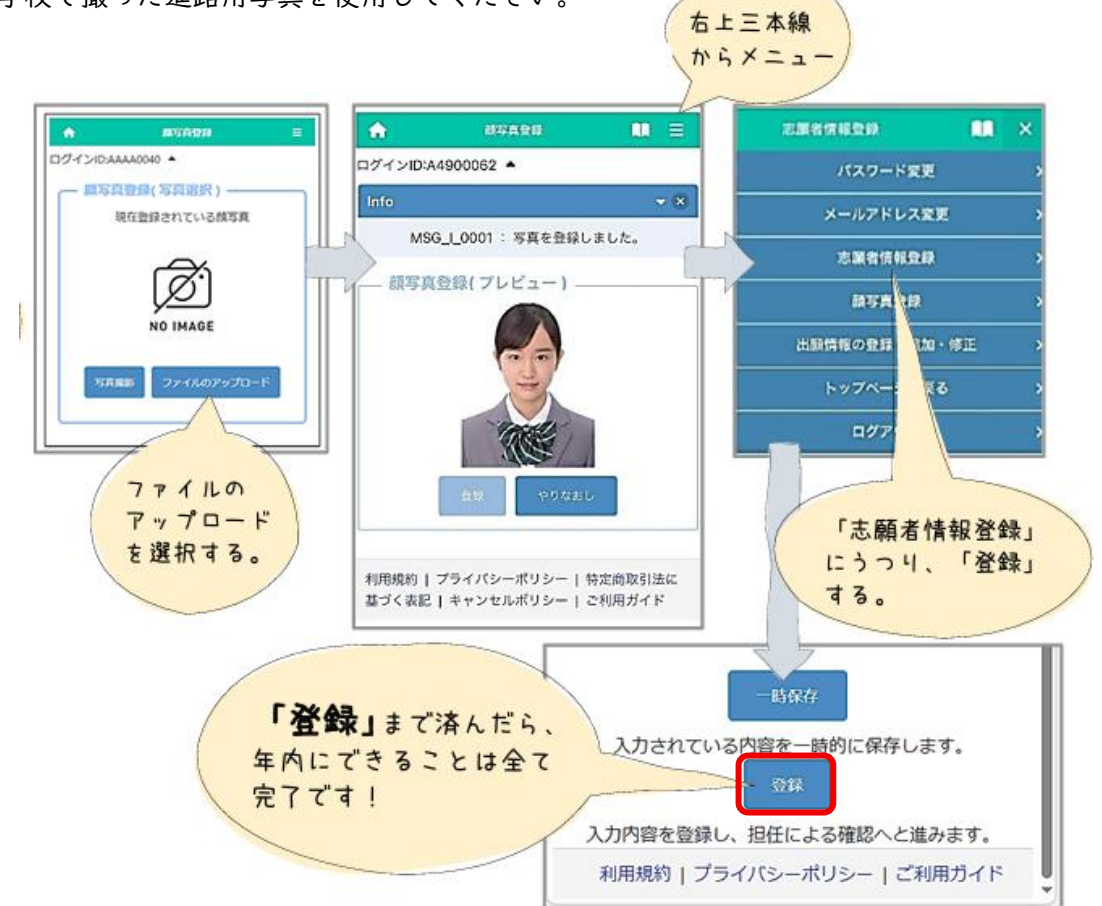 学校で撮った進路用写真を使用してください。
右上三本線
からメニュー
顔写真登録
ログインID:AAAA0040
顔写真登録(写真選択)
現在登録されている顔写真
NO IMAGE
写真撮影
ファイルのアップロード
ファイルの
アップロード
を選択する。
顔写真登録
ログインID:A4900062
Info
MSG_I_0001 : 写真を登録しました。
顔写真登録(プレビュー)
登録
やりなおし
利用規約 | プライバシーポリシー | 特定商取引法に
基づく表記 | キャンセルポリシー | ご利用ガイド
志願者情報登録
パスワード変更
メールアドレス変更
志願者情報登録
顔写真登録
出願情報の登録 加・修正
トップペー 戻る
ログア
「志願者情報登録」
にうつり、「登録」
する。
「登録」まで済んだら、
年内にできることは全て
完了です!
一時保存
入力されている内容を一時的に保存します。
登録
入力内容を登録し、担任による確認へと進みます。
利用規約 | プライバシーポリシー | ご利用ガイド